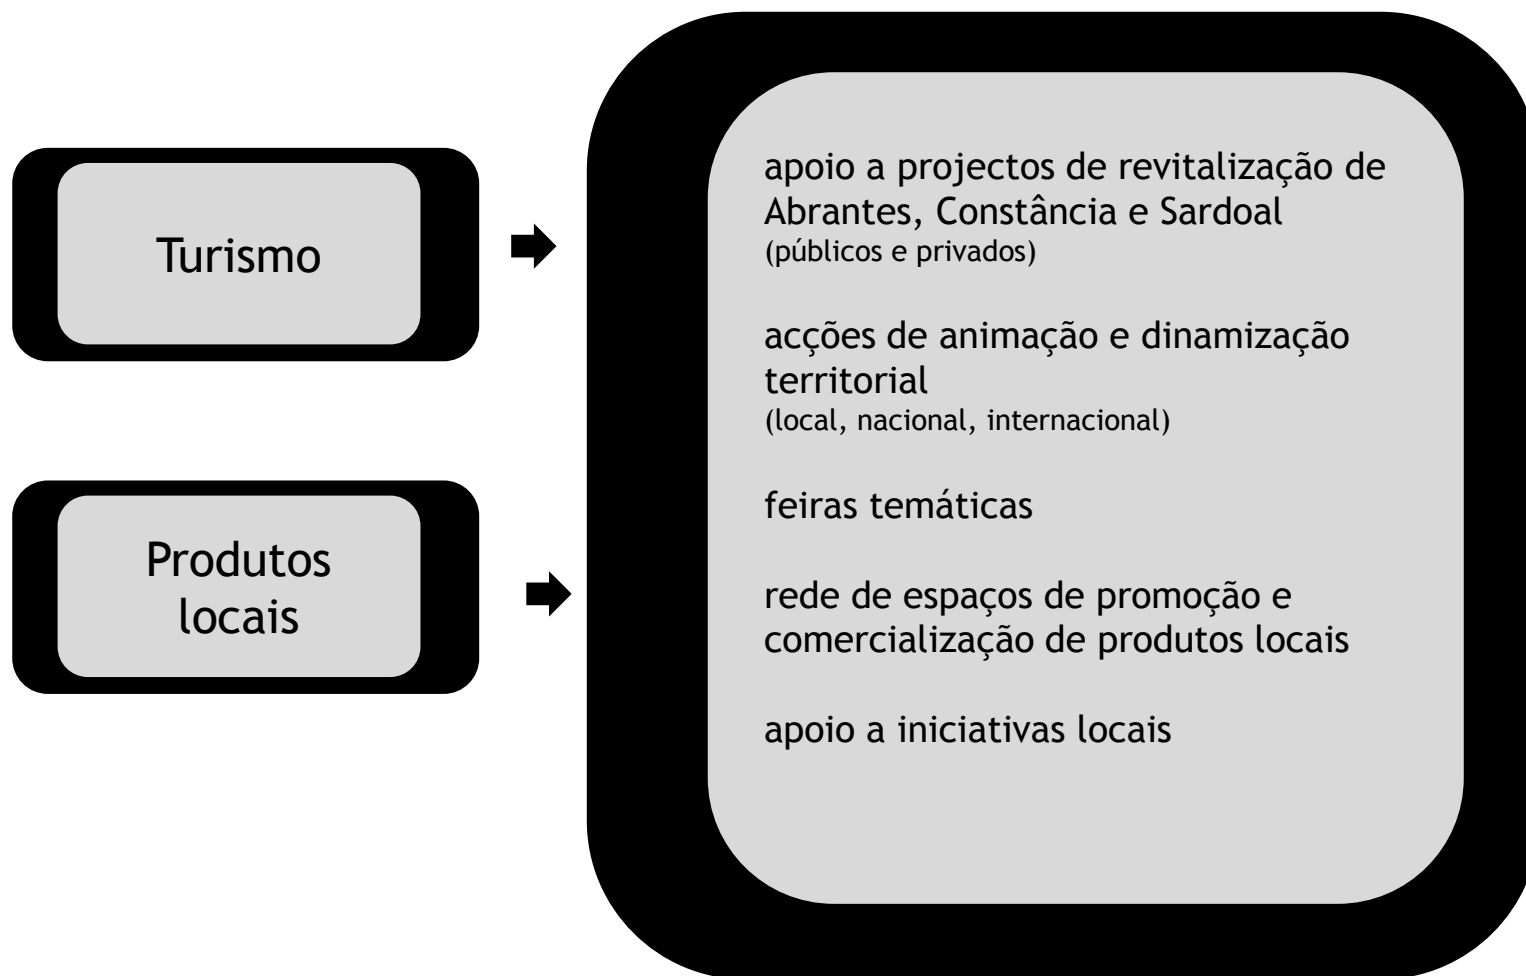 Turismo
Produtos
locais
apoio a projectos de revitalização de
Abrantes, Constância e Sardoal
(públicos e privados)
acções de animação e dinamização
territorial
(local, nacional, internacional)
feiras temáticas
rede de espaços de promoção e
comercialização de produtos locais
apoio a iniciativas locais